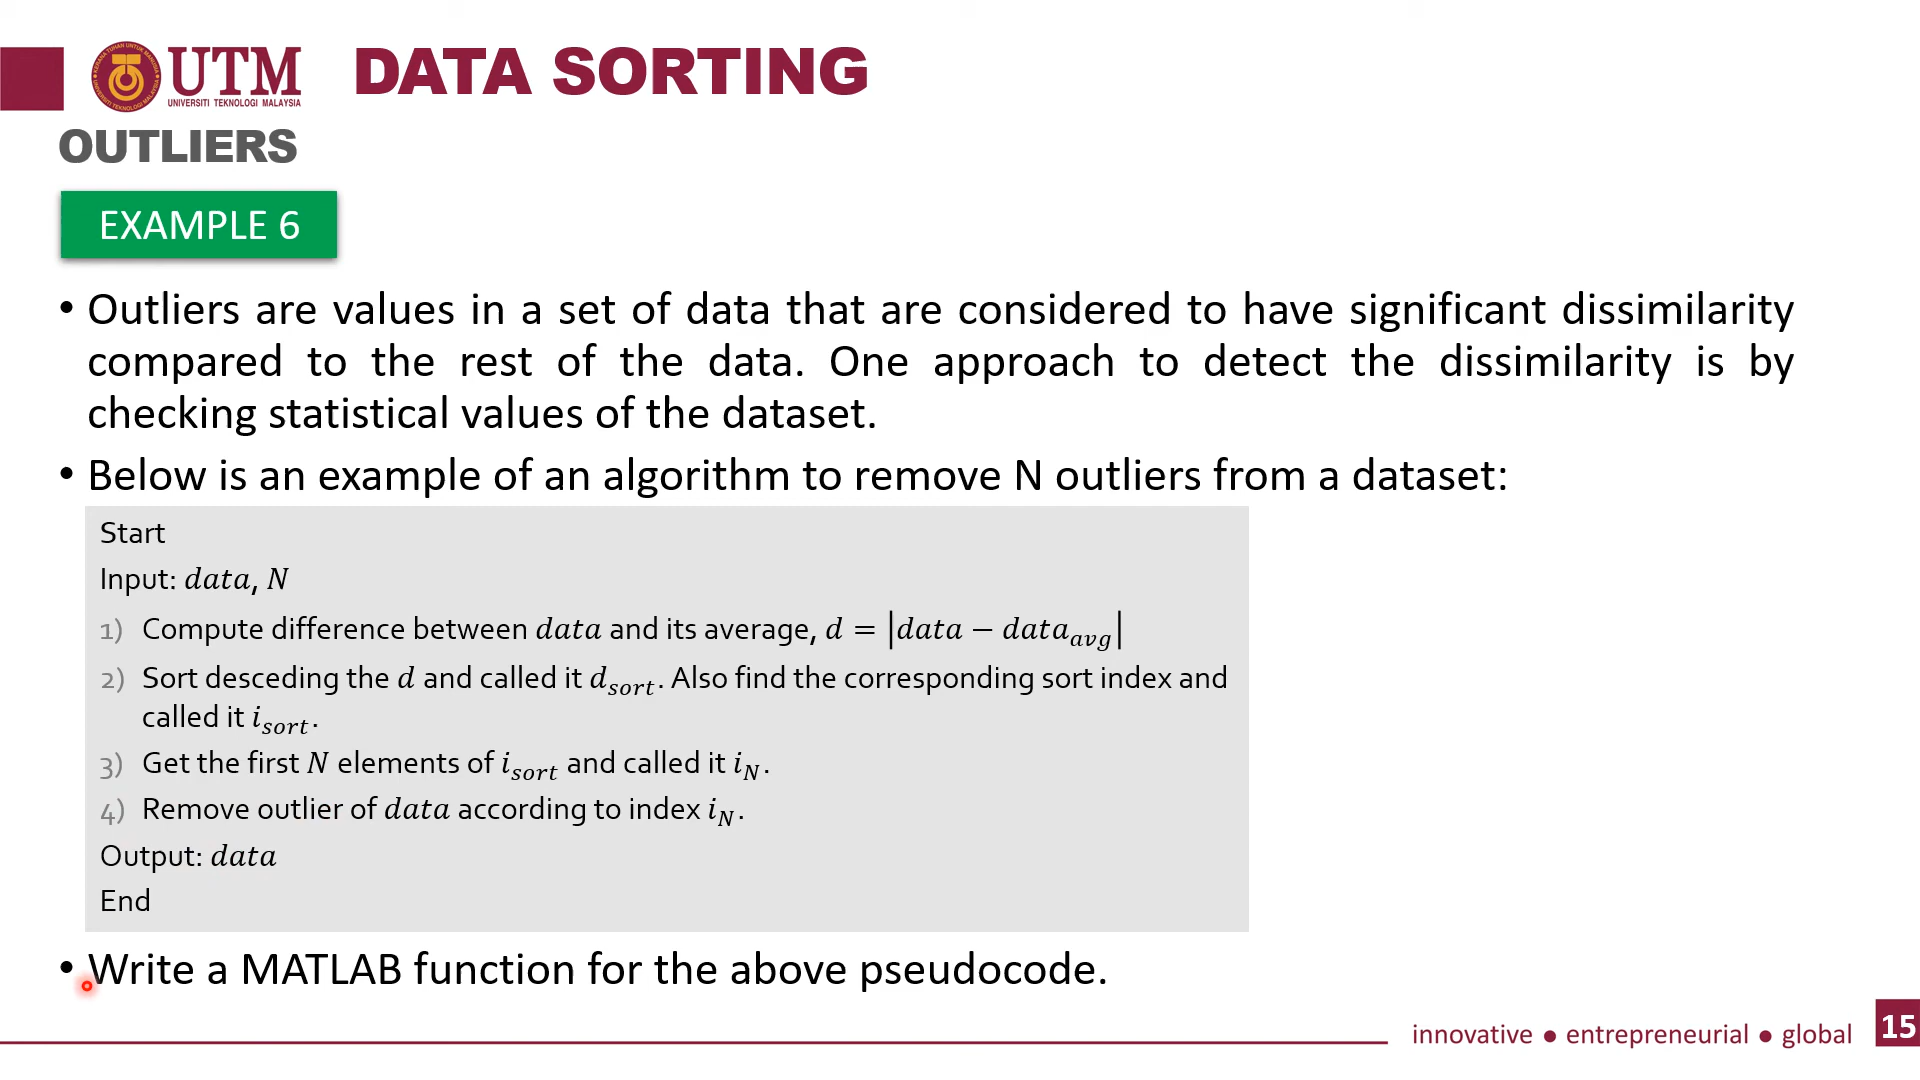 UTM
UNIVERSITI TEKNOLOGI MALAYSIA
DATA SORTING
OUTLIERS
EXAMPLE 6
• Outliers are values in a set of data that are considered to have significant dissimilarity
compared to the rest of the data. One approach to detect the dissimilarity is by
checking statistical values of the dataset.
• Below is an example of an algorithm to remove N outliers from a dataset:
Start
Input: data, N
1) Compute difference between data and its average, d = |data − data_avg|
2) Sort desceding the d and called it d_sort. Also find the corresponding sort index and
called it i_sort.
3) Get the first N elements of i_sort and called it i_N.
4) Remove outlier of data according to index i_N.
Output: data
End
• Write a MATLAB function for the above pseudocode.
innovative ● entrepreneurial ● global
15